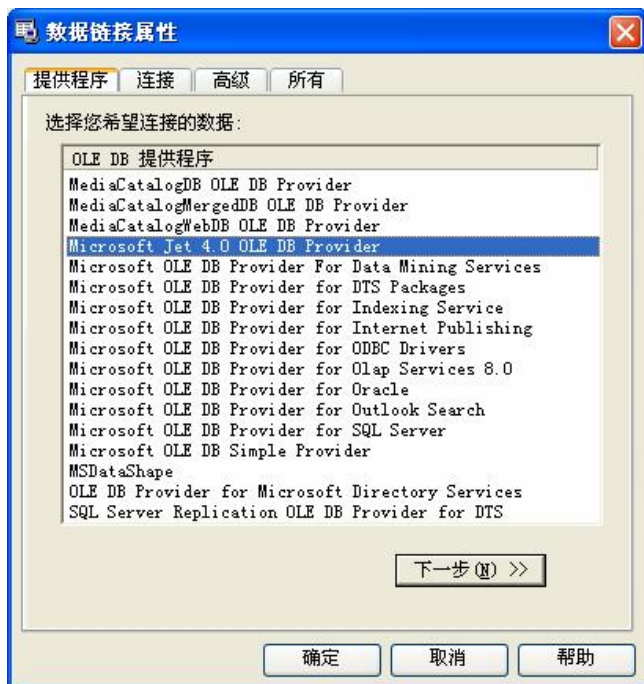 数据链接属性
提供程序 连接 高级 所有
选择您希望连接的数据:
OLE DB 提供程序
MediaCatalogDB OLE DB Provider
MediaCatalogMergedDB OLE DB Provider
MediaCatalogWebDB OLE DB Provider
Microsoft Jet 4.0 OLE DB Provider
Microsoft OLE DB Provider For Data Mining Services
Microsoft OLE DB Provider for DTS Packages
Microsoft OLE DB Provider for Indexing Service
Microsoft OLE DB Provider for Internet Publishing
Microsoft OLE DB Provider for ODBC Drivers
Microsoft OLE DB Provider for Olap Services 8.0
Microsoft OLE DB Provider for Oracle
Microsoft OLE DB Provider for Outlook Search
Microsoft OLE DB Provider for SQL Server
Microsoft OLE DB Simple Provider
MSDataShape
OLE DB Provider for Microsoft Directory Services
SQL Server Replication OLE DB Provider for DTS
下一步(N) >>
确定 取消 帮助